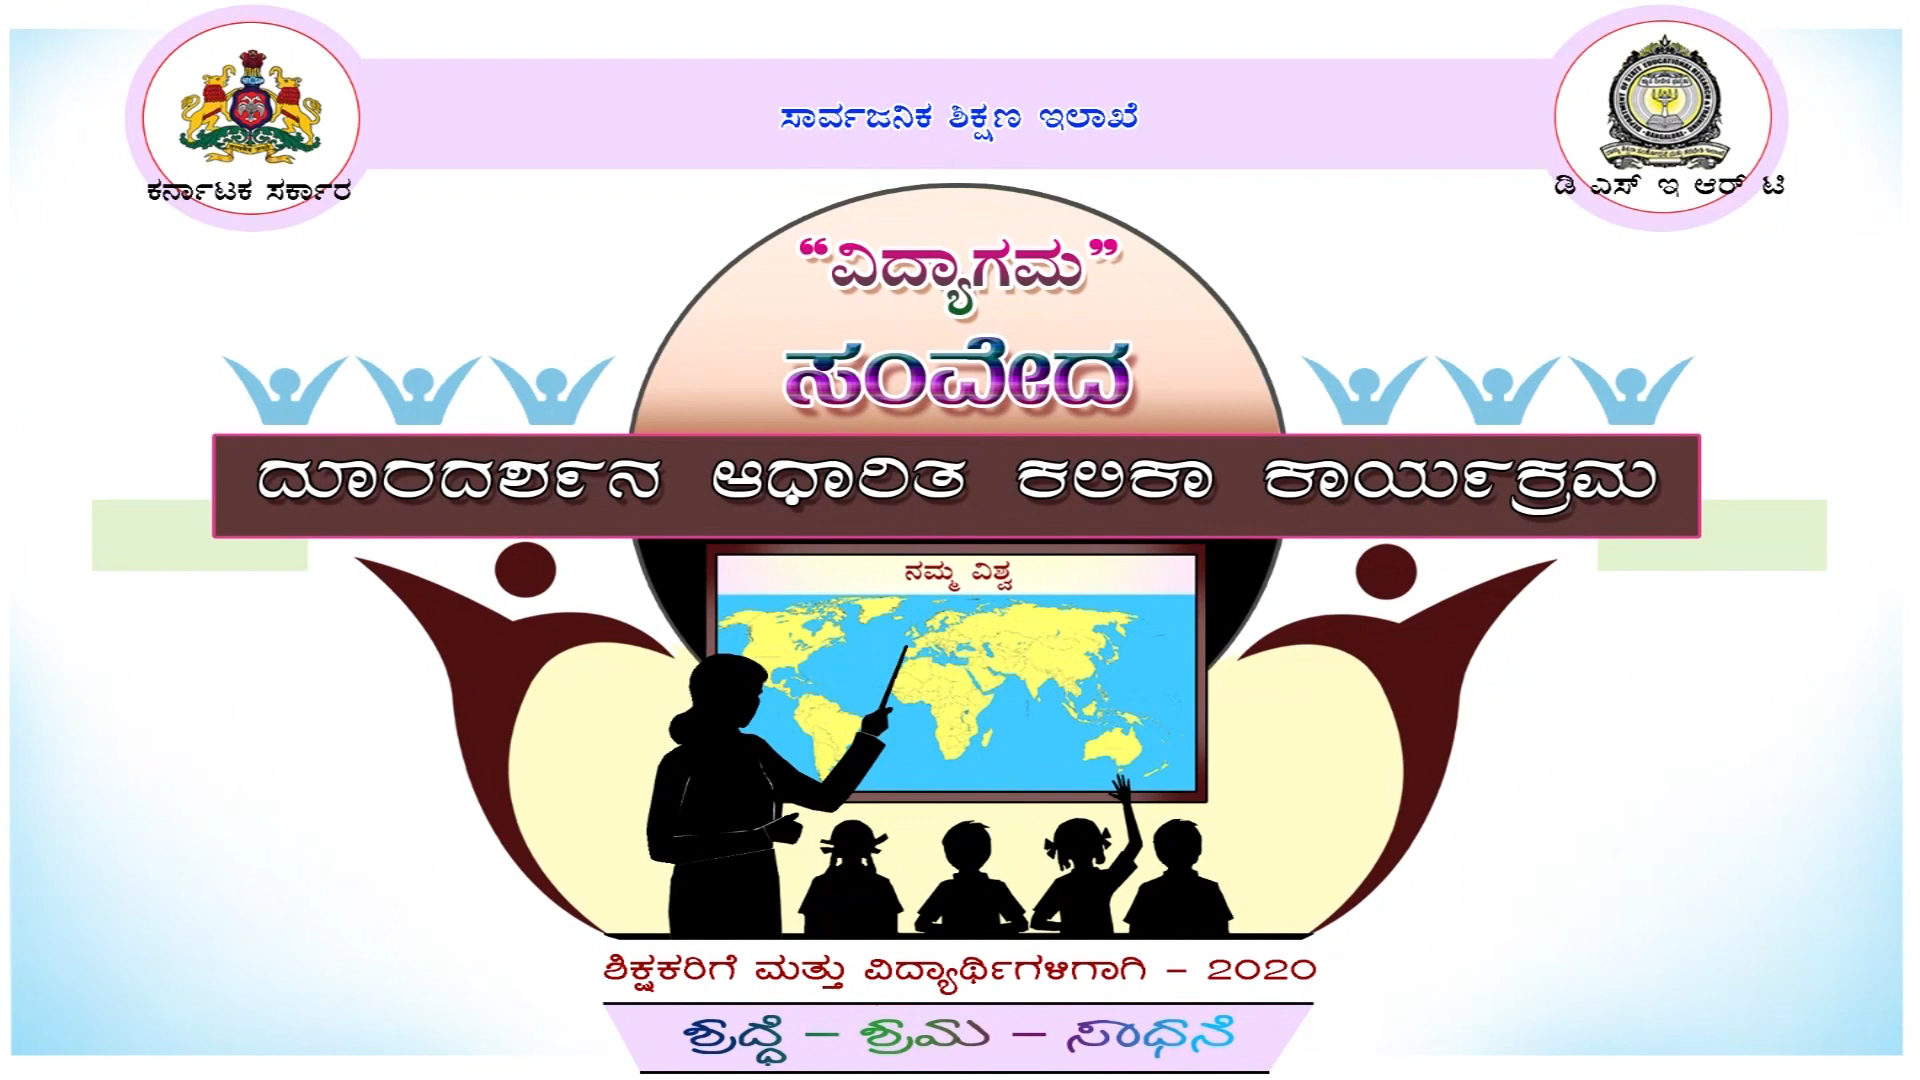 ಸಾರ್ವಜನಿಕ ಶಿಕ್ಷಣ ಇಲಾಖೆ
ಕರ್ನಾಟಕ ಸರ್ಕಾರ
ಡಿ ಎಸ್ ಇ ಆರ್ ಟಿ
“ವಿದ್ಯಾಗಮ”
ಸಂವೇದ
ದೂರದರ್ಶನ ಆಧಾರಿತ ಕಲಿಕಾ ಕಾರ್ಯಕ್ರಮ
ನಮ್ಮ ವಿಶ್ವ
ಶಿಕ್ಷಕರಿಗೆ ಮತ್ತು ವಿದ್ಯಾರ್ಥಿಗಳಿಗಾಗಿ - 2020
ಶ್ರದ್ಧೆ - ಶ್ರಮ - ಸಾಧನೆ